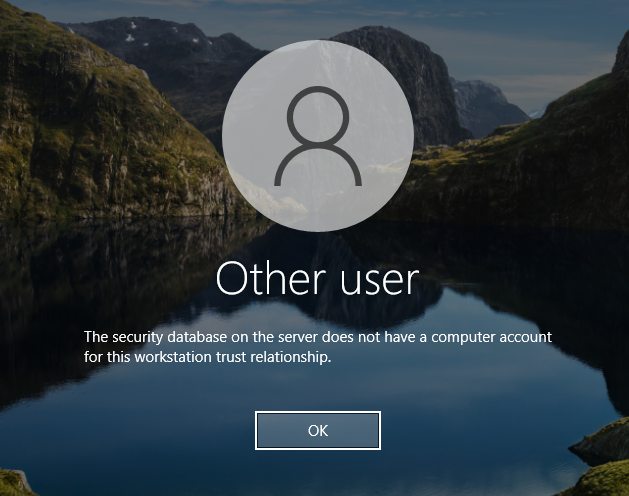 Other user
The security database on the server does not have a computer account
for this workstation trust relationship.
OK